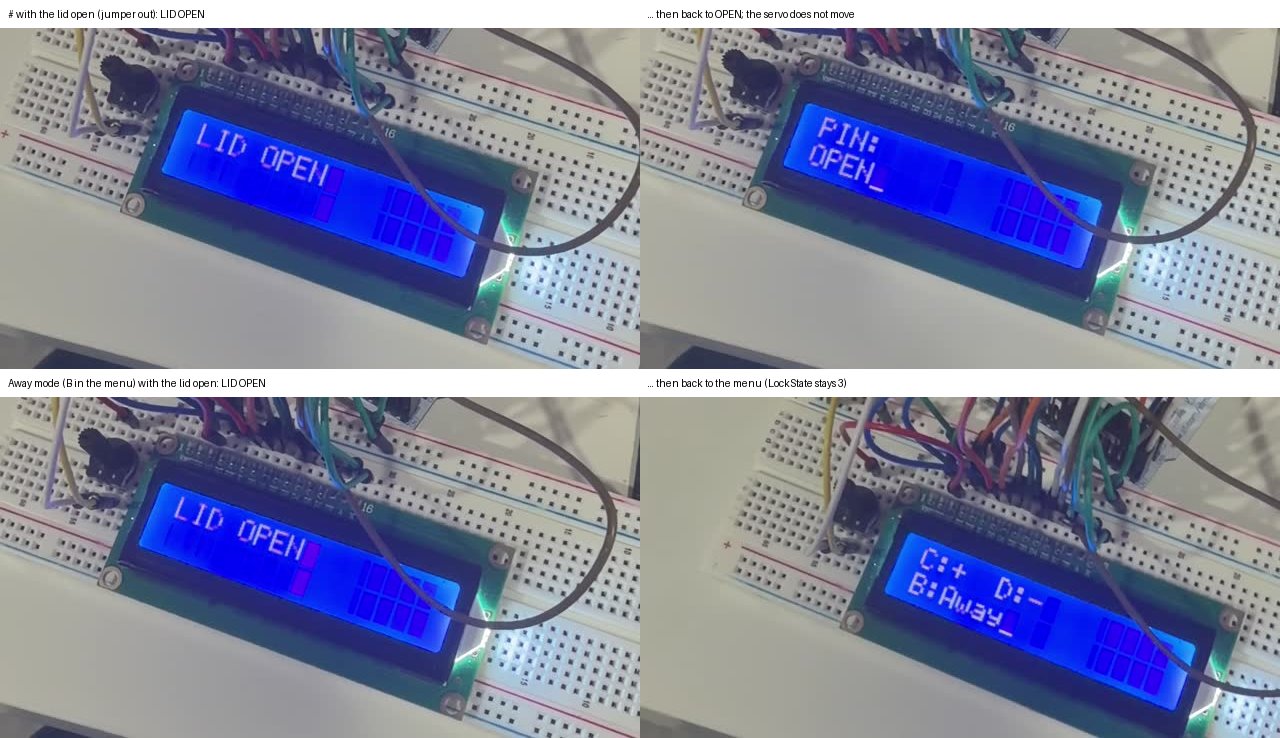 # with the lid open (jumper out): LID OPEN
LID OPEN
... then back to OPEN; the servo does not move
PIN:
OPEN_
Away mode (B in the menu) with the lid open: LID OPEN
LID OPEN
... then back to the menu (LockState stays 3)
C:+ D:-
B:Away_